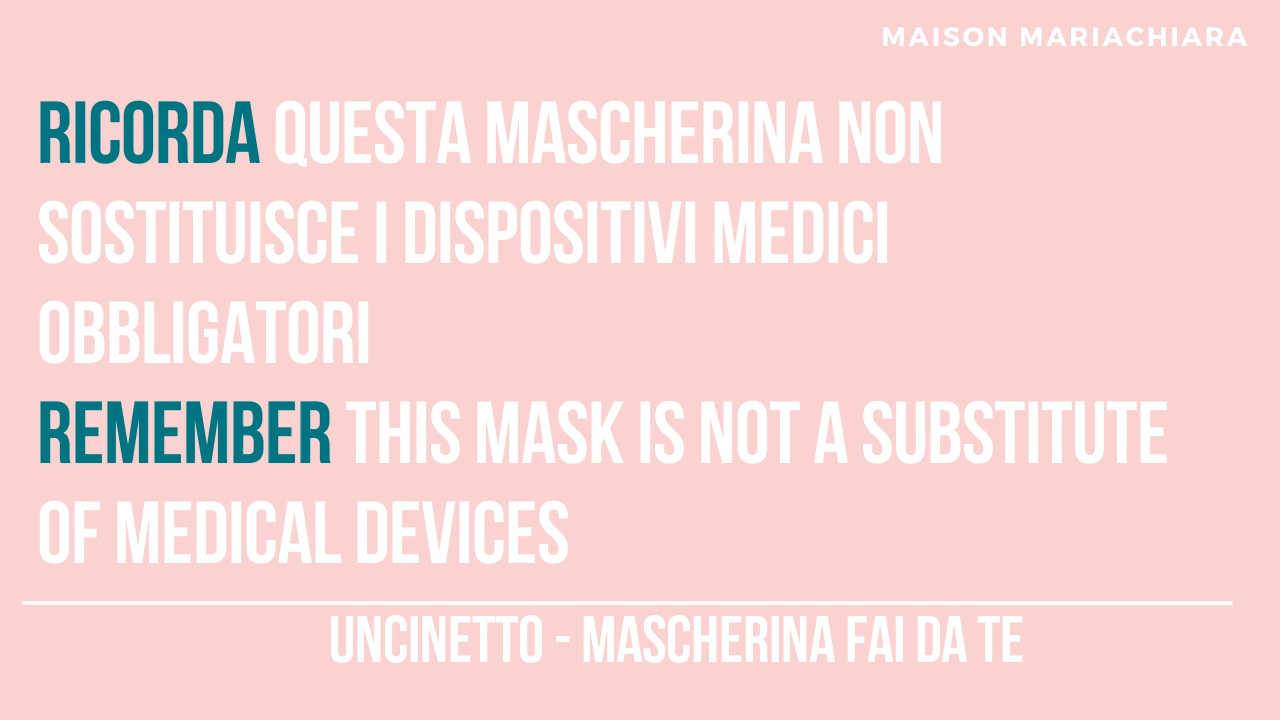 MAISON MARIACHIARA
RICORDA QUESTA MASCHERINA NON
SOSTITUISCE I DISPOSITIVI MEDICI
OBBLIGATORI
REMEMBER THIS MASK IS NOT A SUBSTITUTE
OF MEDICAL DEVICES
UNCINETTO - MASCHERINA FAI DA TE